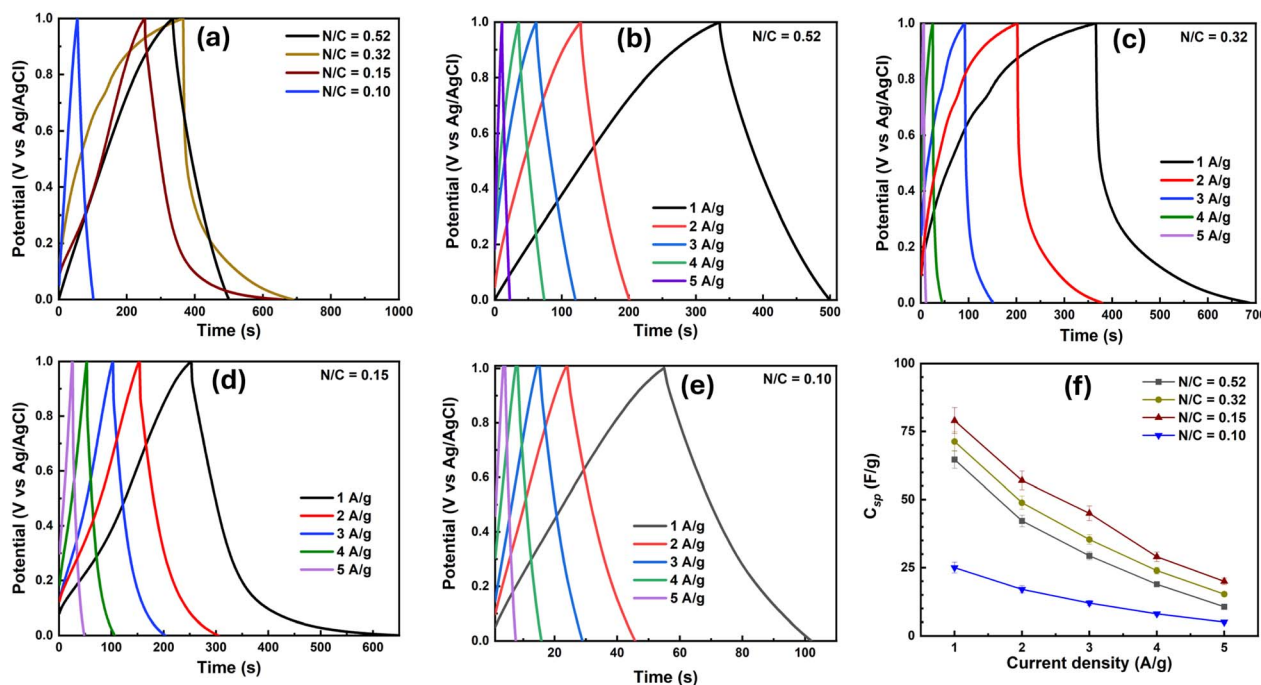 (a)
N/C = 0.52
N/C = 0.32
N/C = 0.15
N/C = 0.10
Potential (V vs Ag/AgCl)
1.0
0.8
0.6
0.4
0.2
0.0
0 200 400 600 800 1000
Time (s)
(b)
N/C = 0.52
1 A/g
2 A/g
3 A/g
4 A/g
5 A/g
Potential (V vs Ag/AgCl)
1.0
0.8
0.6
0.4
0.2
0.0
0 100 200 300 400 500
Time (s)
(c)
N/C = 0.32
1 A/g
2 A/g
3 A/g
4 A/g
5 A/g
Potential (V vs Ag/AgCl)
1.0
0.8
0.6
0.4
0.2
0.0
0 100 200 300 400 500 600 700
Time (s)
(d)
N/C = 0.15
1 A/g
2 A/g
3 A/g
4 A/g
5 A/g
Potential (V vs Ag/AgCl)
1.0
0.8
0.6
0.4
0.2
0.0
0 100 200 300 400 500 600
Time (s)
(e)
N/C = 0.10
1 A/g
2 A/g
3 A/g
4 A/g
5 A/g
Potential (V vs Ag/AgCl)
1.0
0.8
0.6
0.4
0.2
0.0
20 40 60 80 100
Time (s)
(f)
N/C = 0.52
N/C = 0.32
N/C = 0.15
N/C = 0.10
Csp (F/g)
100
75
50
25
0
1 2 3 4 5
Current density (A/g)